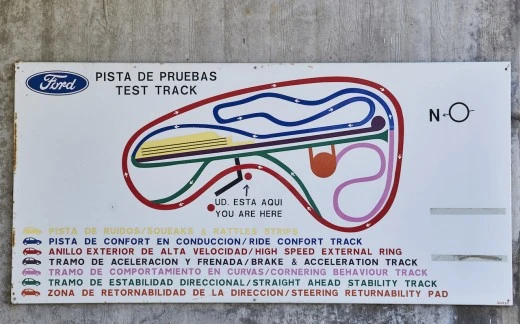 Ford
PISTA DE PRUEBAS
TEST TRACK
N
UD. ESTA AQUI
YOU ARE HERE
PISTA DE RUIDOS/SQUEAKS & RATTLES STRIPS
PISTA DE CONFORT EN CONDUCCION/RIDE CONFORT TRACK
ANILLO EXTERIOR DE ALTA VELOCIDAD/HIGH SPEED EXTERNAL RING
TRAMO DE ACELERACION Y FRENADA/BRAKE & ACCELERATION TRACK
TRAMO DE COMPORTAMIENTO EN CURVAS/CORNERING BEHAVIOUR TRACK
TRAMO DE ESTABILIDAD DIRECCIONAL/STRAIGHT AHEAD STABILITY TRACK
ZONA DE RETORNABILIDAD DE LA DIRECCION/STEERING RETURNABILITY PAD